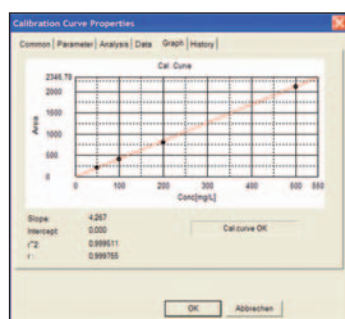 Calibration Curve Properties
Common Parameter Analysis Data Graph History
Cal Curve
2346.78
2000
1500
1000
500
0
Area
0 100 200 300 400 500 550
Conc[mg/L]
Slope: 4.267
Intercept: 0.000
r^2: 0.999511
r: 0.999755
Cal curve OK
OK Abbrechen